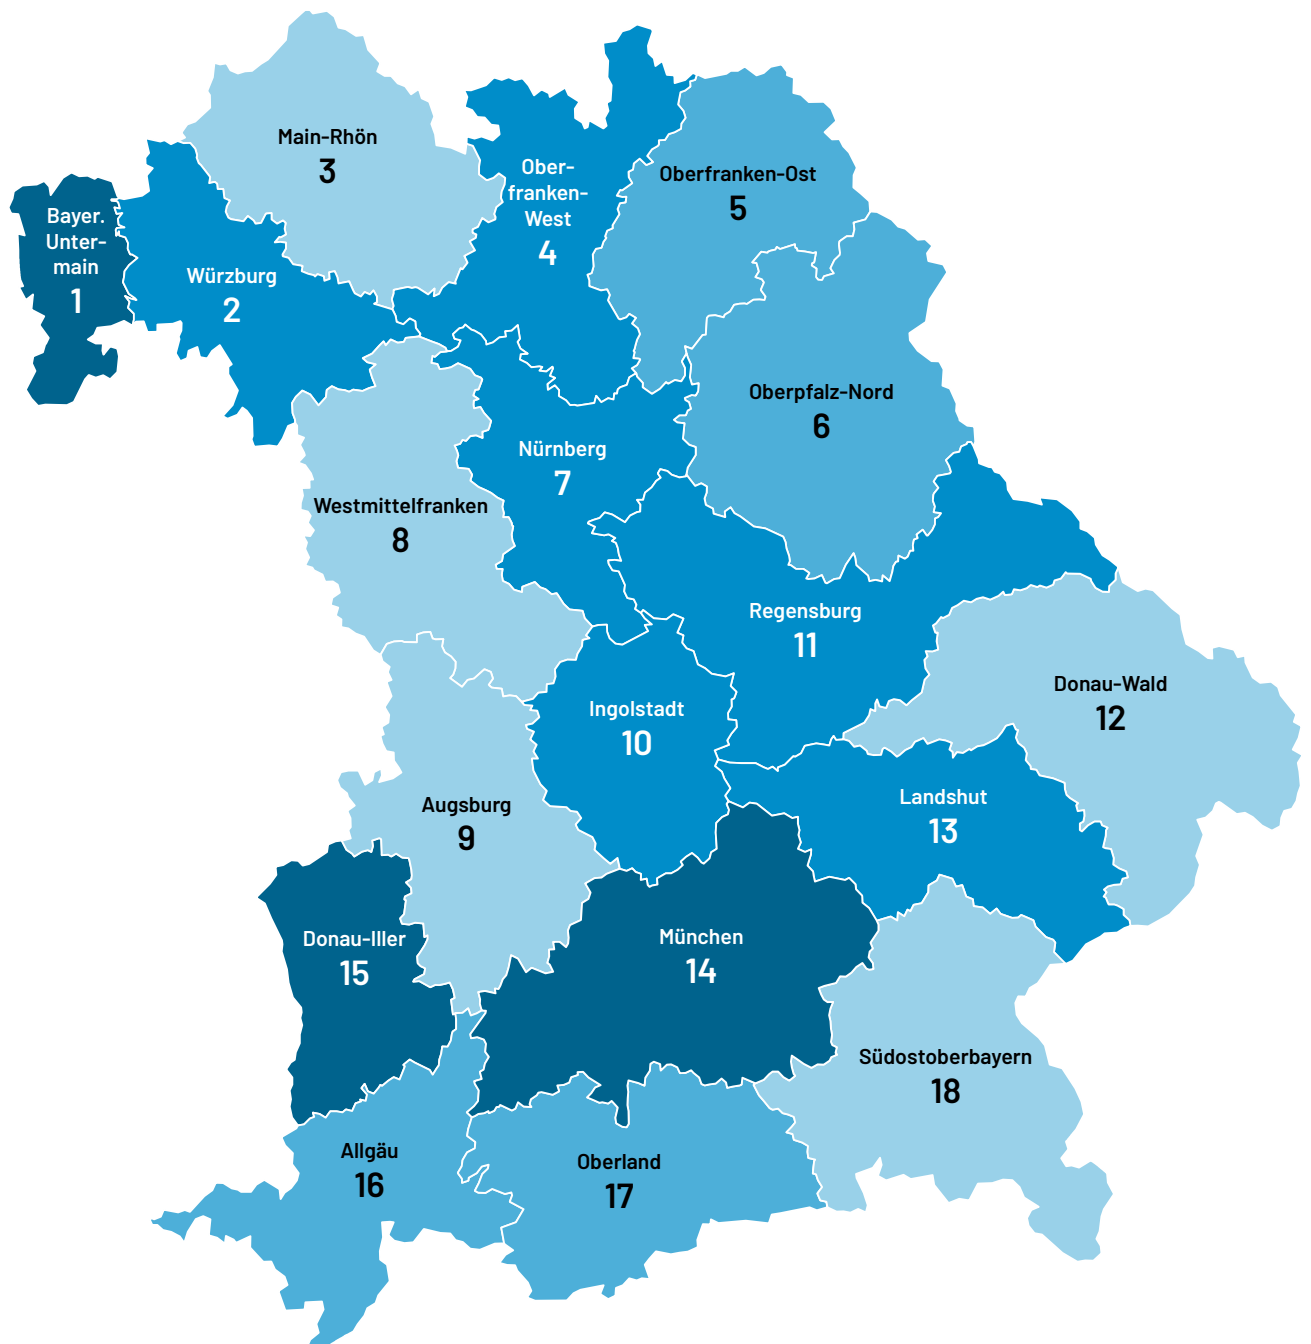 Main-Rhön
3
Bayer.
Unter-
main
1
Würzburg
2
Ober-
franken-
West
4
Oberfranken-Ost
5
Oberpfalz-Nord
6
Nürnberg
7
Westmittelfranken
8
Augsburg
9
Ingolstadt
10
Regensburg
11
Donau-Wald
12
Landshut
13
München
14
Donau-Iller
15
Allgäu
16
Oberland
17
Südostoberbayern
18